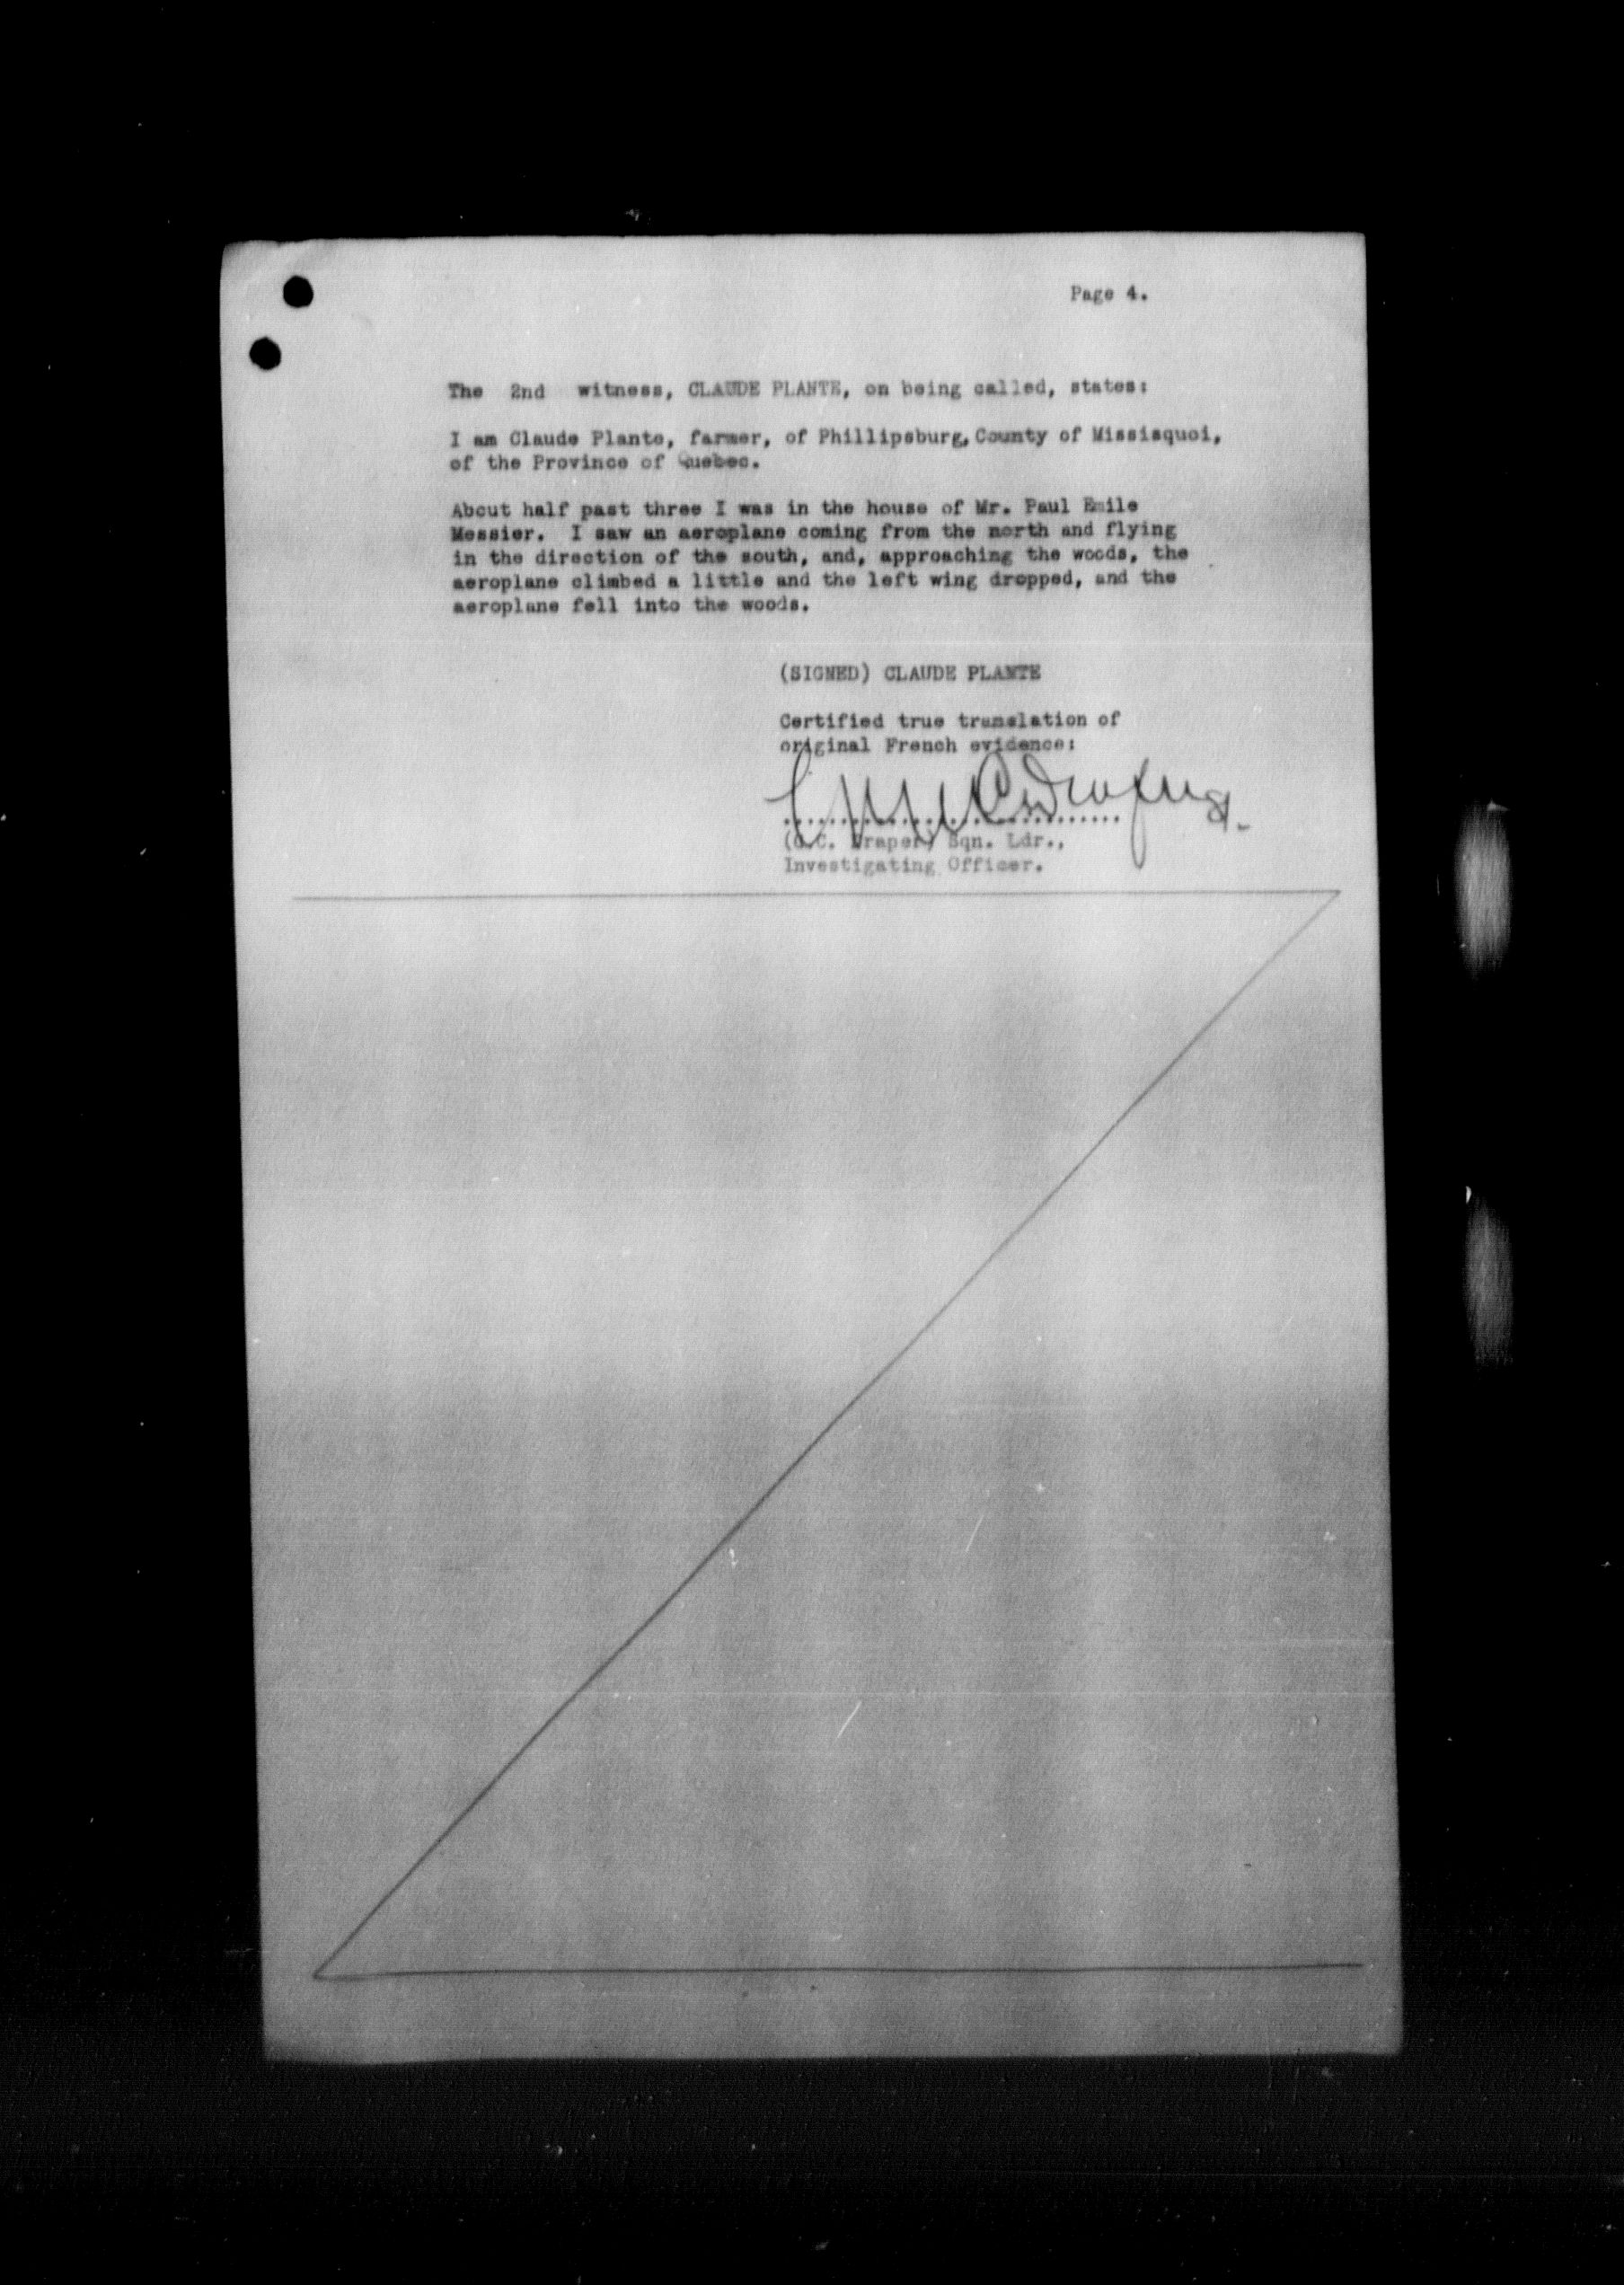 Page 4.
The 2nd witness, CLAUDE PLANTE, on being called, states:
I am Claude Plante, farmer, of Phillipsburg, County of Missisquoi,
of the Province of Quebec.
About half past three I was in the house of Mr. Paul Emile
Messier. I saw an aeroplane coming from the north and flying
in the direction of the south, and, approaching the woods, the
aeroplane climbed a little and the left wing dropped, and the
aeroplane fell into the woods.
(SIGNED) CLAUDE PLANTE
Certified true translation of
original French evidence:
(C.C. Draper) Sqn. Ldr.,
Investigating Officer.